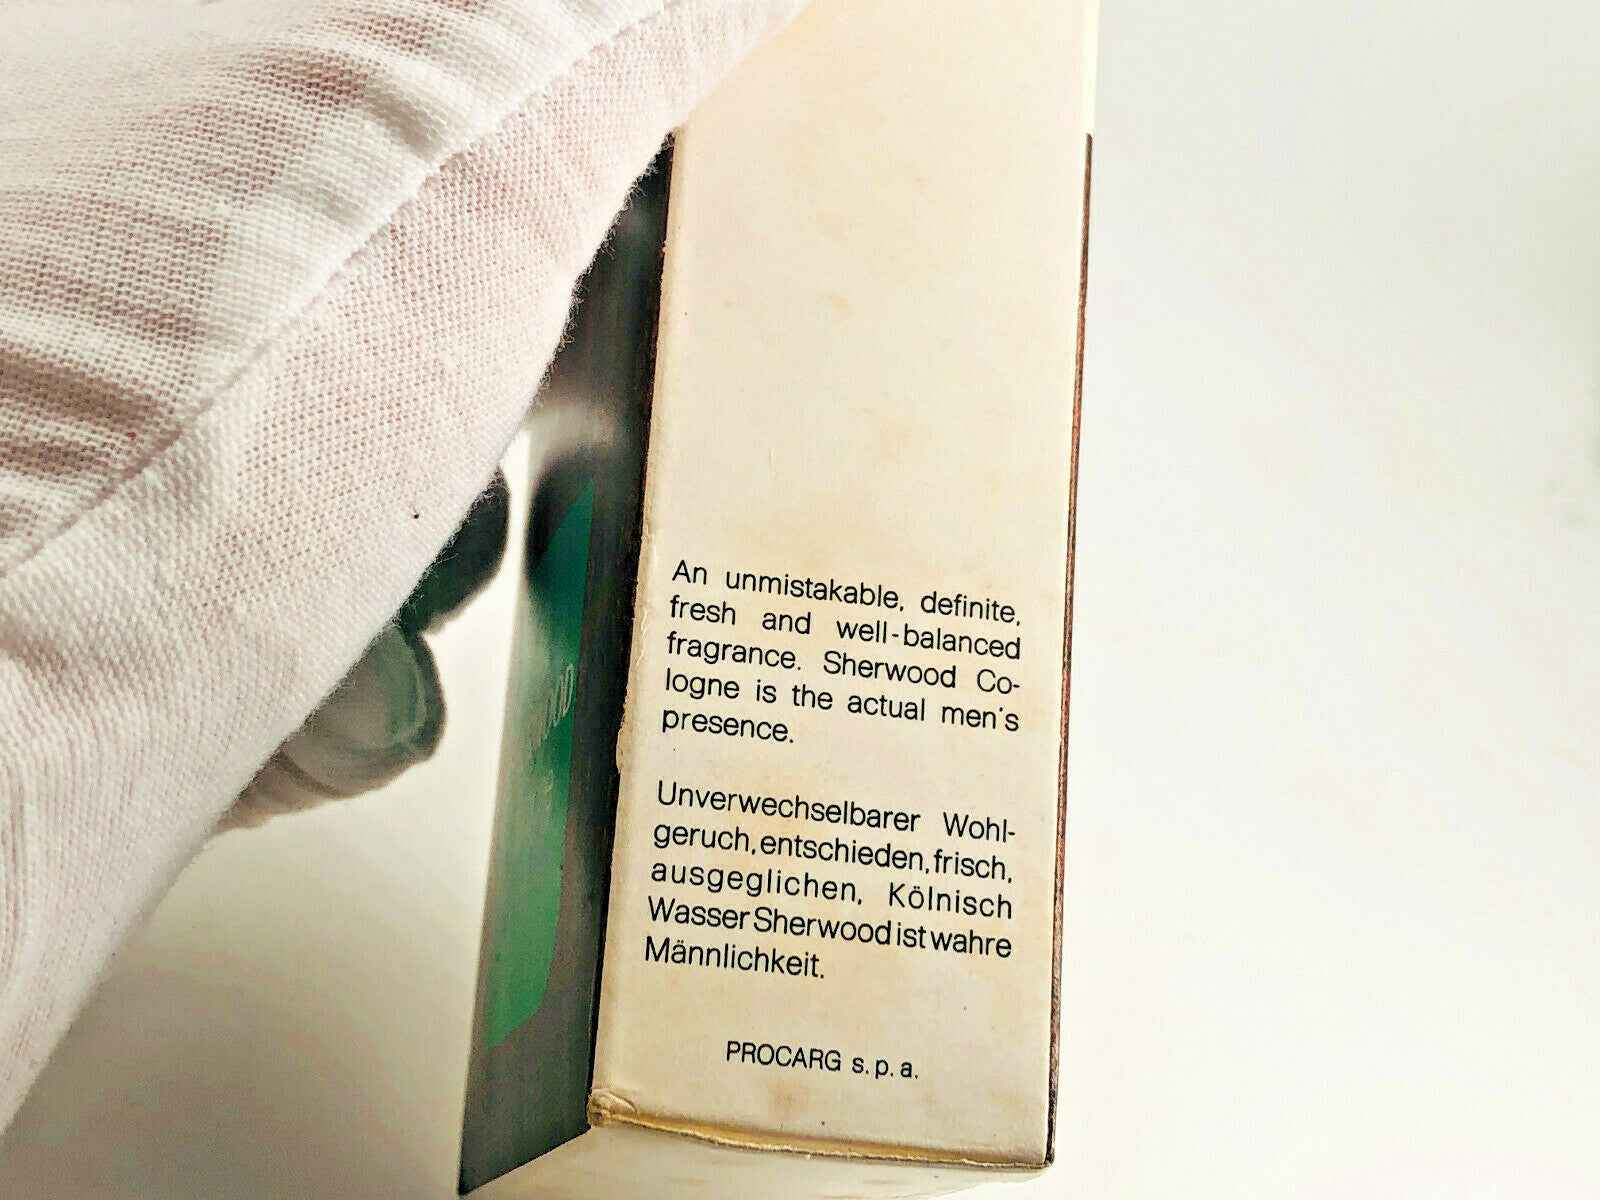 An unmistakable, definite,
fresh and well-balanced
fragrance. Sherwood Co-
logne is the actual men's
presence.
Unverwechselbarer Wohl-
geruch, entschieden, frisch,
ausgeglichen, Kölnisch
Wasser Sherwood ist wahre
Männlichkeit.
PROCARG s.p.a.